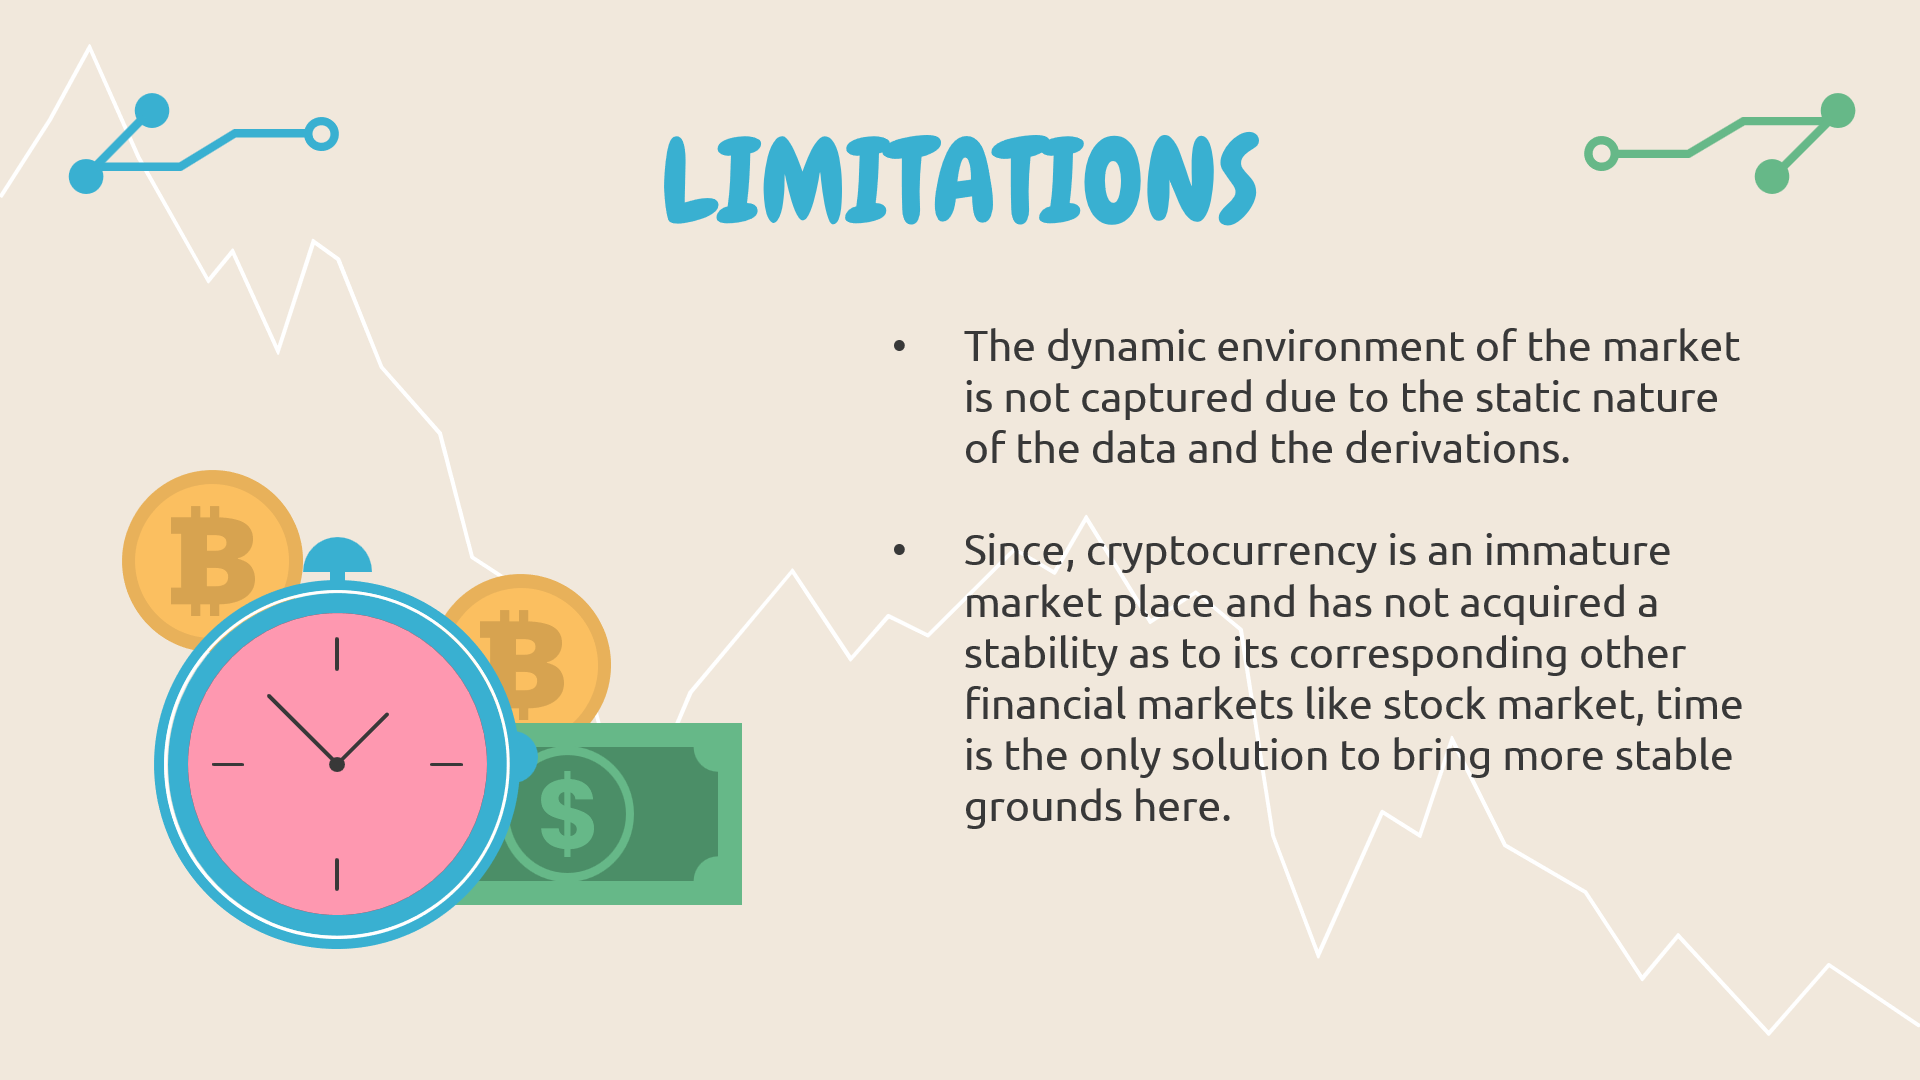 LIMITATIONS
• The dynamic environment of the market
is not captured due to the static nature
of the data and the derivations.
• Since, cryptocurrency is an immature
market place and has not acquired a
stability as to its corresponding other
financial markets like stock market, time
is the only solution to bring more stable
grounds here.
$